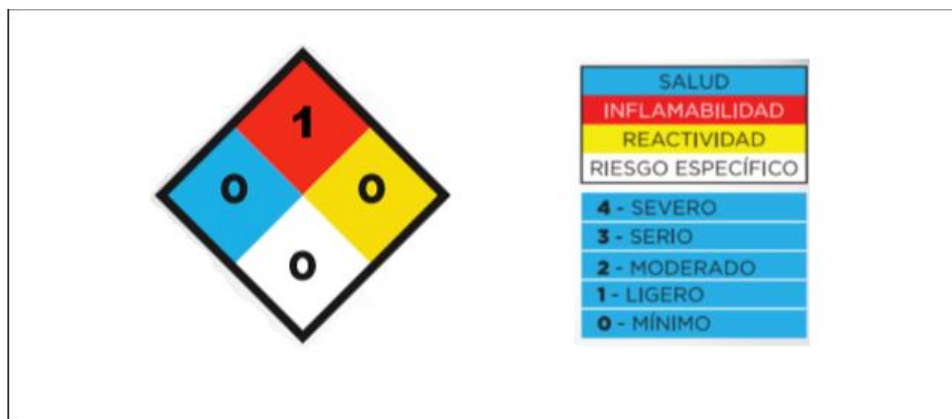 1
0 0
0
SALUD
INFLAMABILIDAD
REACTIVIDAD
RIESGO ESPECÍFICO
4 - SEVERO
3 - SERIO
2 - MODERADO
1 - LIGERO
0 - MÍNIMO